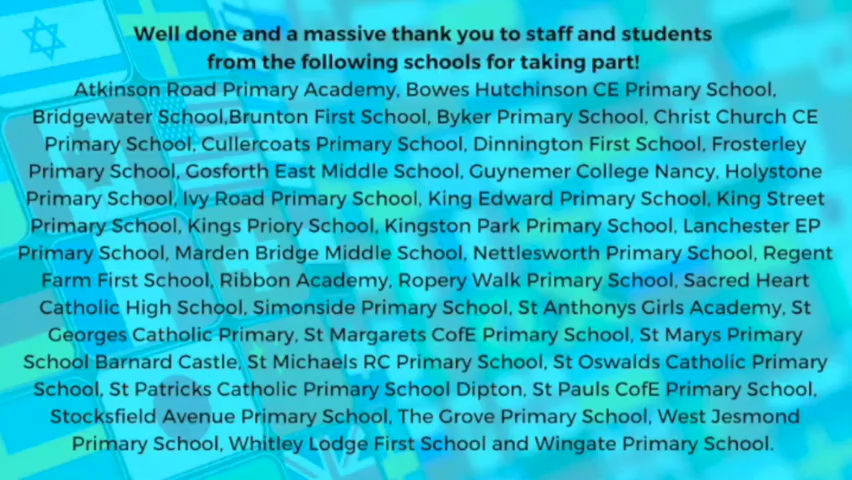 Well done and a massive thank you to staff and students
from the following schools for taking part!
Atkinson Road Primary Academy, Bowes Hutchinson CE Primary School,
Bridgewater School,Brunton First School, Byker Primary School, Christ Church CE
Primary School, Cullercoats Primary School, Dinnington First School, Frosterley
Primary School, Gosforth East Middle School, Guynemer College Nancy, Holystone
Primary School, Ivy Road Primary School, King Edward Primary School, King Street
Primary School, Kings Priory School, Kingston Park Primary School, Lanchester EP
Primary School, Marden Bridge Middle School, Nettlesworth Primary School, Regent
Farm First School, Ribbon Academy, Ropery Walk Primary School, Sacred Heart
Catholic High School, Simonside Primary School, St Anthonys Girls Academy, St
Georges Catholic Primary, St Margarets CofE Primary School, St Marys Primary
School Barnard Castle, St Michaels RC Primary School, St Oswalds Catholic Primary
School, St Patricks Catholic Primary School Dipton, St Pauls CofE Primary School,
Stocksfield Avenue Primary School, The Grove Primary School, West Jesmond
Primary School, Whitley Lodge First School and Wingate Primary School.